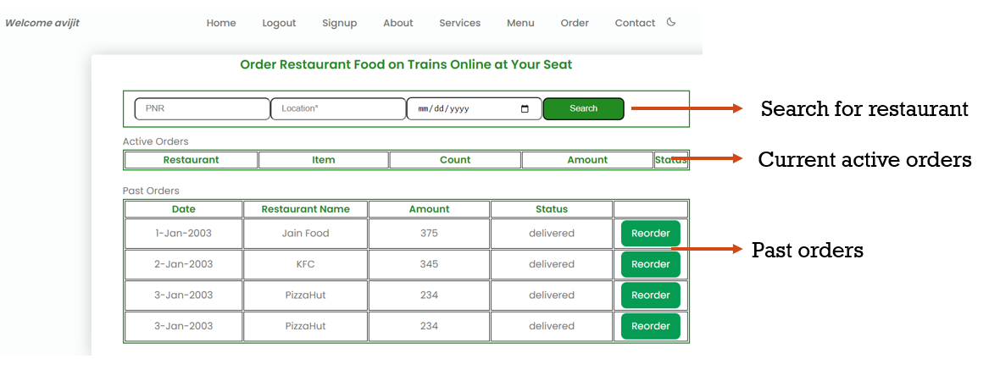 Welcome avijit Home Logout Signup About Services Menu Order Contact
Order Restaurant Food on Trains Online at Your Seat
PNR Location* mm/dd/yyyy Search Search for restaurant
Active Orders
Restaurant Item Count Amount Status Current active orders
Past Orders
Date Restaurant Name Amount Status
1-Jan-2003 Jain Food 375 delivered Reorder
Past orders
2-Jan-2003 KFC 345 delivered Reorder
3-Jan-2003 PizzaHut 234 delivered Reorder
3-Jan-2003 PizzaHut 234 delivered Reorder